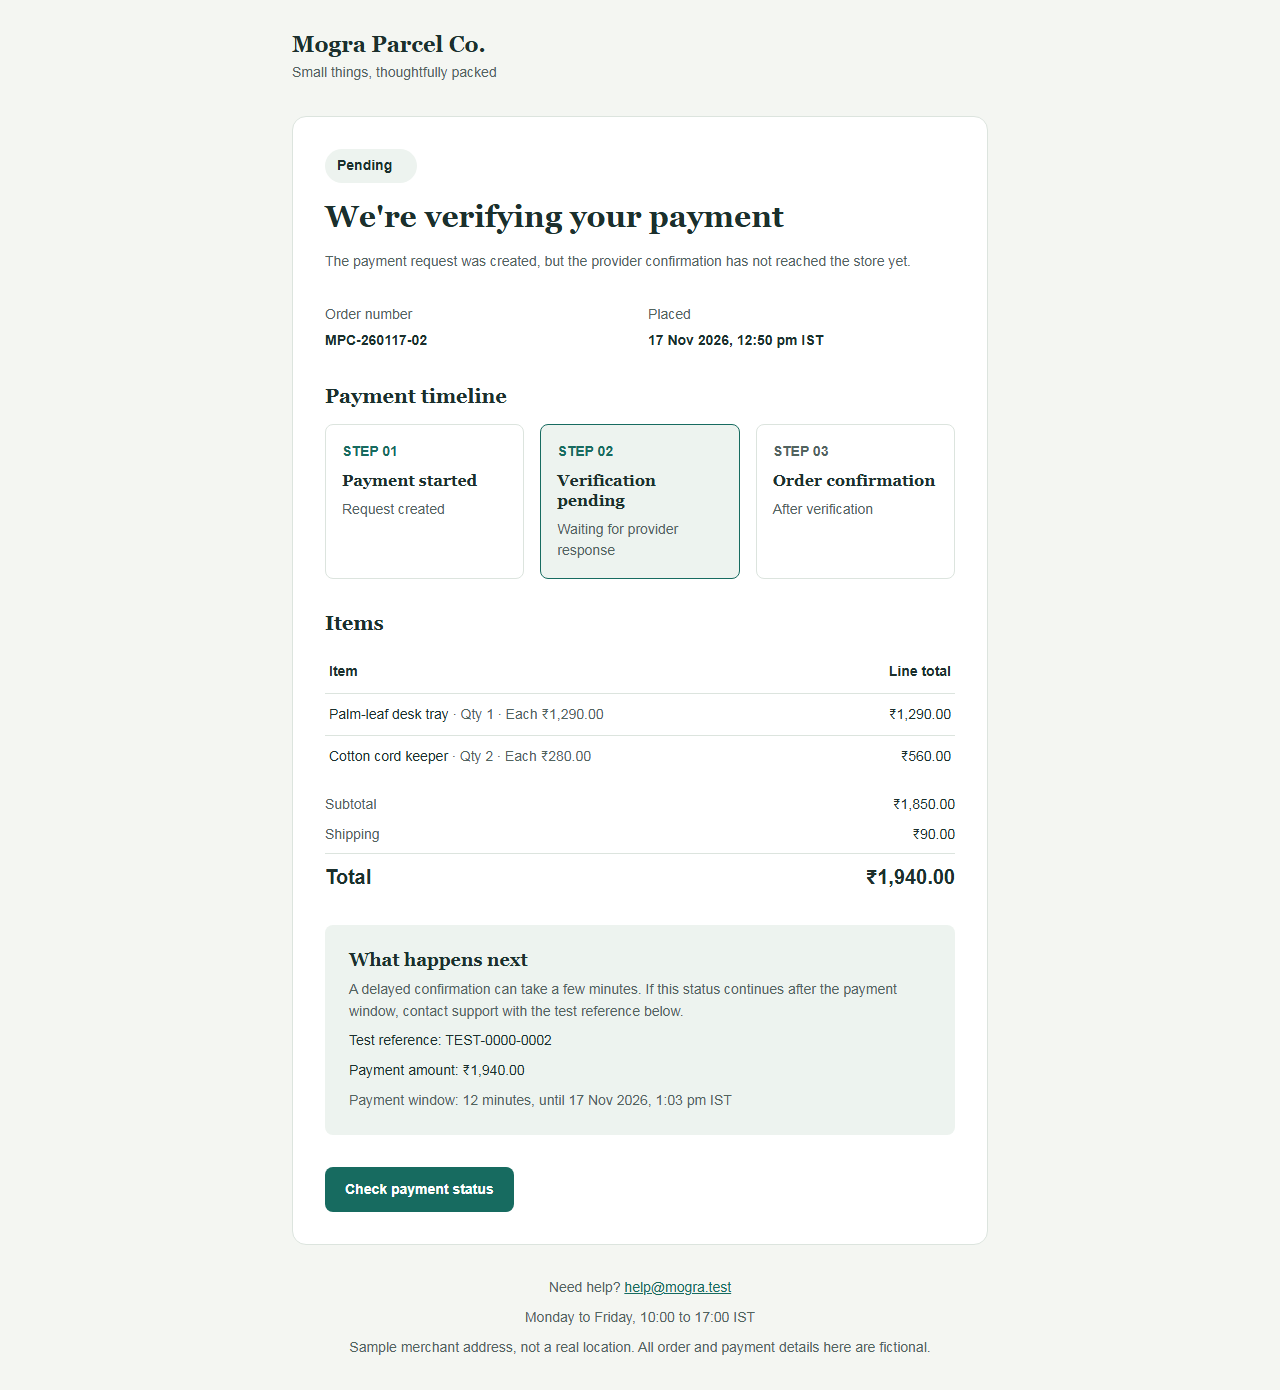 Mogra Parcel Co.
Small things, thoughtfully packed
Pending
We're verifying your payment
The payment request was created, but the provider confirmation has not reached the store yet.
Order number
MPC-260117-02
Placed
17 Nov 2026, 12:50 pm IST
Payment timeline
STEP 01
Payment started
Request created
STEP 02
Verification
pending
Waiting for provider
response
STEP 03
Order confirmation
After verification
Items
Item Line total
Palm-leaf desk tray · Qty 1 · Each ₹1,290.00 ₹1,290.00
Cotton cord keeper · Qty 2 · Each ₹280.00 ₹560.00
Subtotal ₹1,850.00
Shipping ₹90.00
Total ₹1,940.00
What happens next
A delayed confirmation can take a few minutes. If this status continues after the payment
window, contact support with the test reference below.
Test reference: TEST-0000-0002
Payment amount: ₹1,940.00
Payment window: 12 minutes, until 17 Nov 2026, 1:03 pm IST
Check payment status
Need help? help@mogra.test
Monday to Friday, 10:00 to 17:00 IST
Sample merchant address, not a real location. All order and payment details here are fictional.